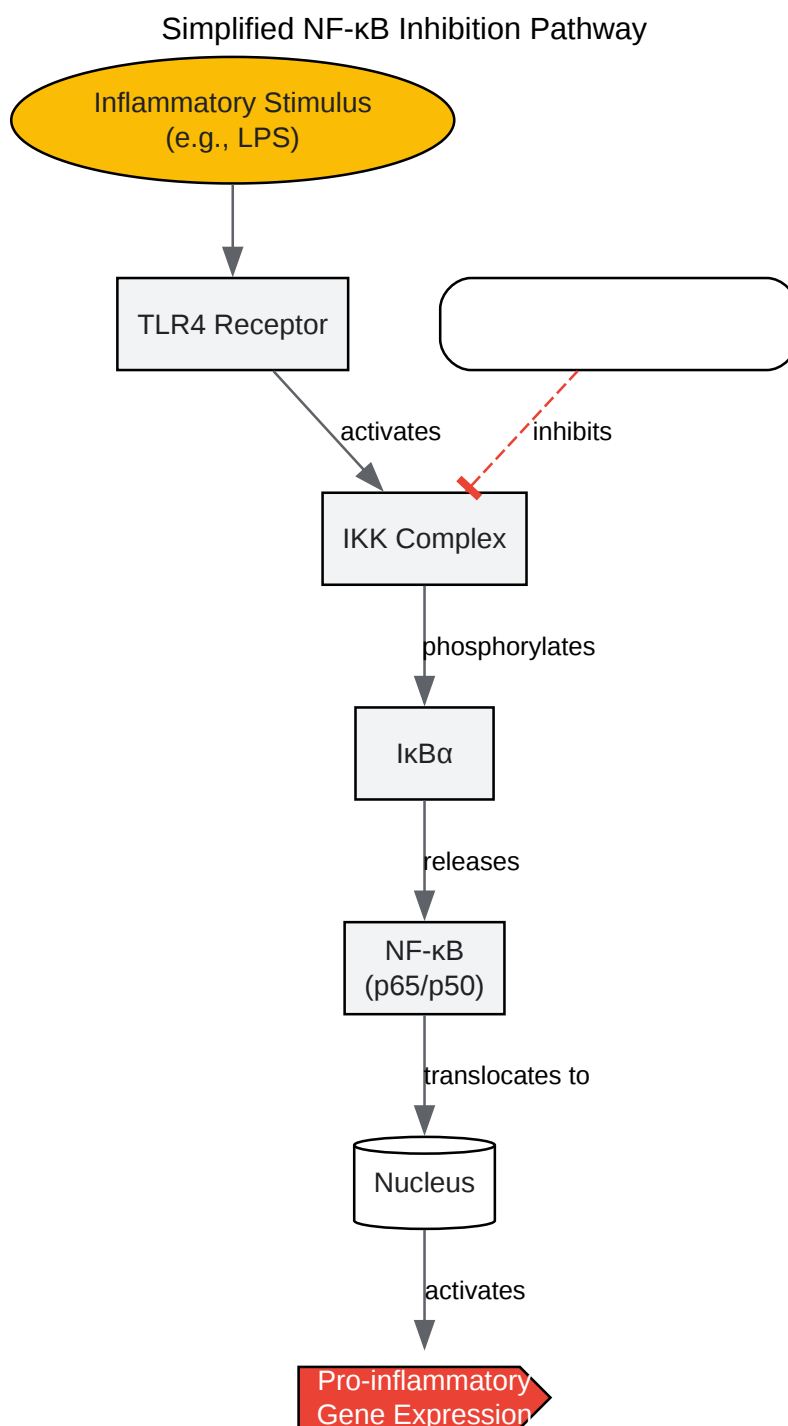 Simplified NF-κB Inhibition Pathway
Inflammatory Stimulus
(e.g., LPS)
TLR4 Receptor
activates
inhibits
IKK Complex
phosphorylates
IκBα
releases
NF-κB
(p65/p50)
translocates to
Nucleus
activates
Pro-inflammatory
Gene Expression